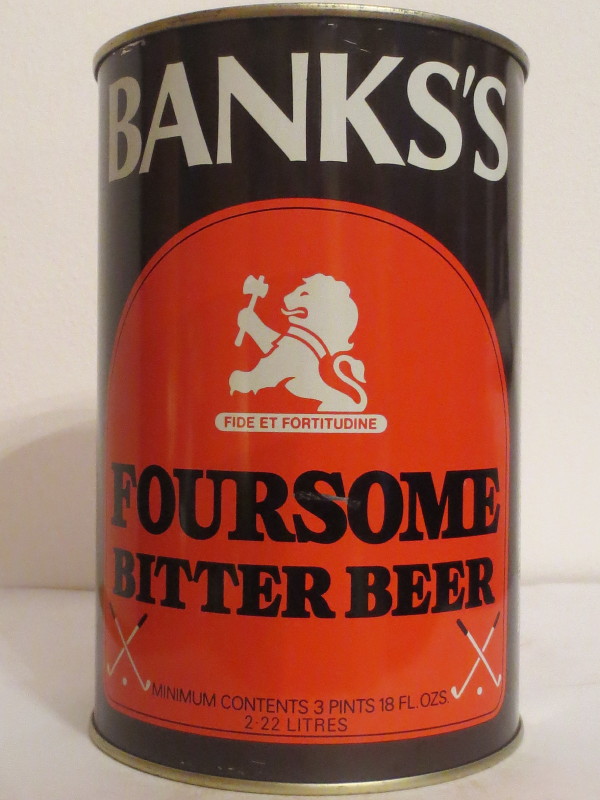 BANKS'S
FIDE ET FORTITUDINE
FOURSOME
BITTER BEER
MINIMUM CONTENTS 3 PINTS 18 FL.OZS.
2·22 LITRES